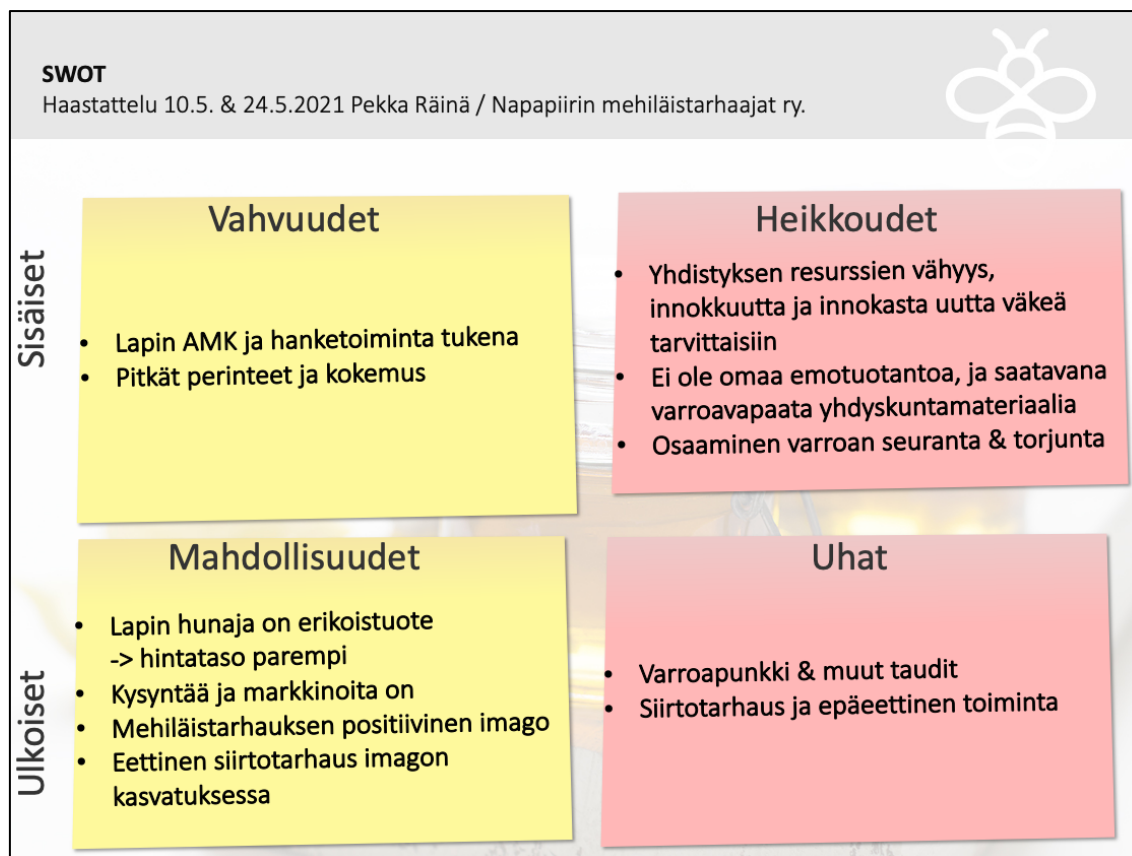 SWOT
Haastattelu 10.5. & 24.5.2021 Pekka Räinä / Napapiirin mehiläistarhaajat ry.
Sisäiset
Vahvuudet
• Lapin AMK ja hanketoiminta tukena
• Pitkät perinteet ja kokemus
Heikkoudet
• Yhdistyksen resurssien vähyys,
innokkuutta ja innokasta uutta väkeä
tarvittaisiin
• Ei ole omaa emotuotantoa, ja saatavana
varroavapaata yhdyskuntamateriaalia
• Osaaminen varroan seuranta & torjunta
Ulkoiset
Mahdollisuudet
• Lapin hunaja on erikoistuote
-> hintataso parempi
• Kysyntää ja markkinoita on
• Mehiläistarhauksen positiivinen imago
• Eettinen siirtotarhaus imagon
kasvatuksessa
Uhat
• Varroapunkki & muut taudit
• Siirtotarhaus ja epäeettinen toiminta